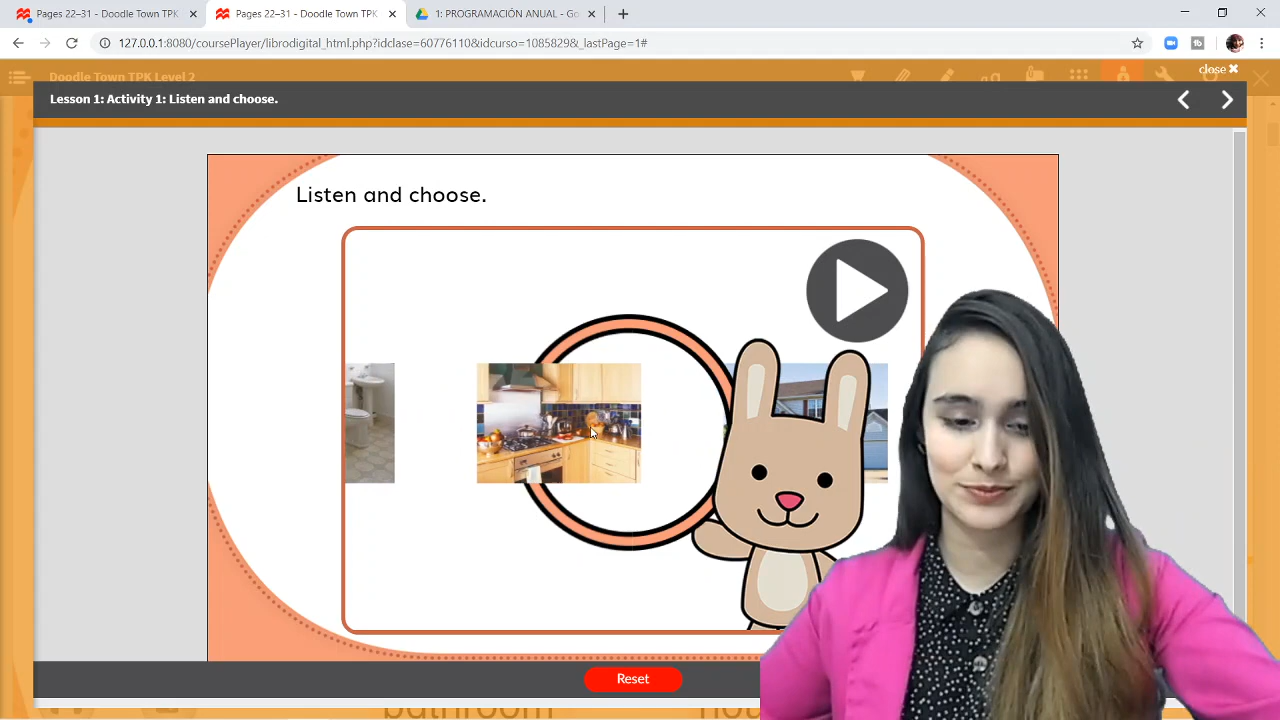 Pages 22–31 - Doodle Town TPK
Pages 22–31 - Doodle Town TPK
1: PROGRAMACIÓN ANUAL - Go
127.0.0.1:8080/coursePlayer/librodigital_html.php?idclase=60776110&idcurso=1865829&_lastPage=1#
Doodle Town TPK Level 2
close ✖
Lesson 1: Activity 1: Listen and choose.
Listen and choose.
Reset
bathroom